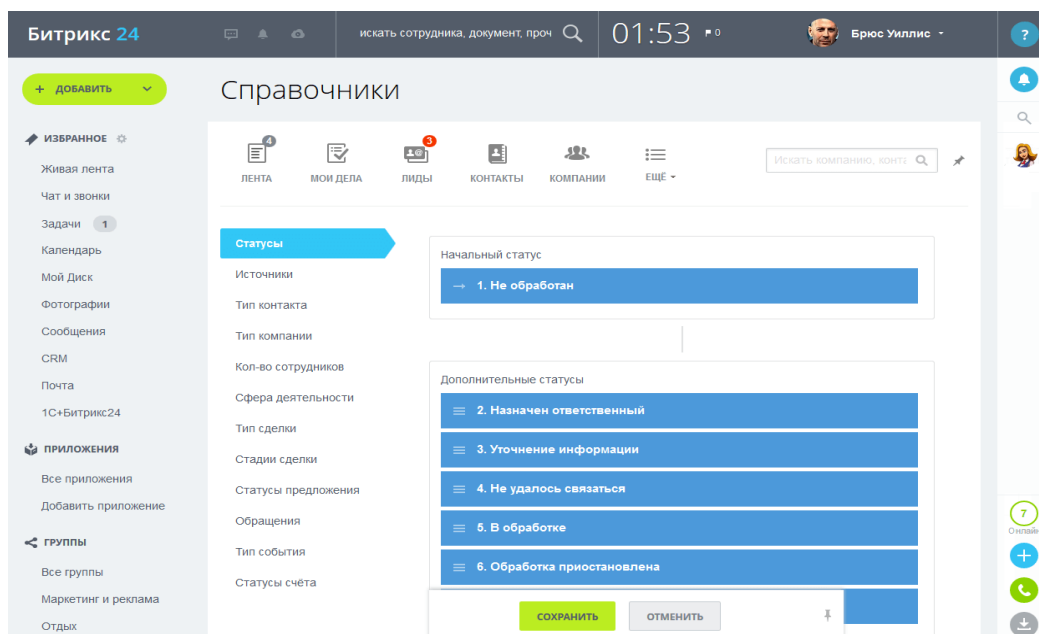 Битрикс 24
искать сотрудника, документ, проч
01:53
0
Брюс Уиллис
?
+ ДОБАВИТЬ
Справочники
ИЗБРАННОЕ
Живая лента
Чат и звонки
Задачи 1
Календарь
Мой Диск
Фотографии
Сообщения
CRM
Почта
1С+Битрикс24
ПРИЛОЖЕНИЯ
Все приложения
Добавить приложение
ГРУППЫ
Все группы
Маркетинг и реклама
Отдых
4
ЛЕНТА
МОИ ДЕЛА
3
ЛИДЫ
КОНТАКТЫ
КОМПАНИИ
ЕЩЁ
Искать компанию, конта
Статусы
Источники
Тип контакта
Тип компании
Кол-во сотрудников
Сфера деятельности
Тип сделки
Стадии сделки
Статусы предложения
Обращения
Тип события
Статусы счёта
Начальный статус
→ 1. Не обработан
Дополнительные статусы
2. Назначен ответственный
3. Уточнение информации
4. Не удалось связаться
5. В обработке
6. Обработка приостановлена
СОХРАНИТЬ
ОТМЕНИТЬ
7
Онлайн